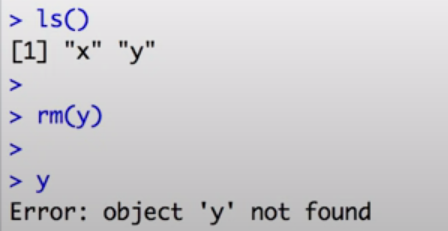 > ls()
[1] "x" "y"
>
> rm(y)
>
> y
Error: object 'y' not found